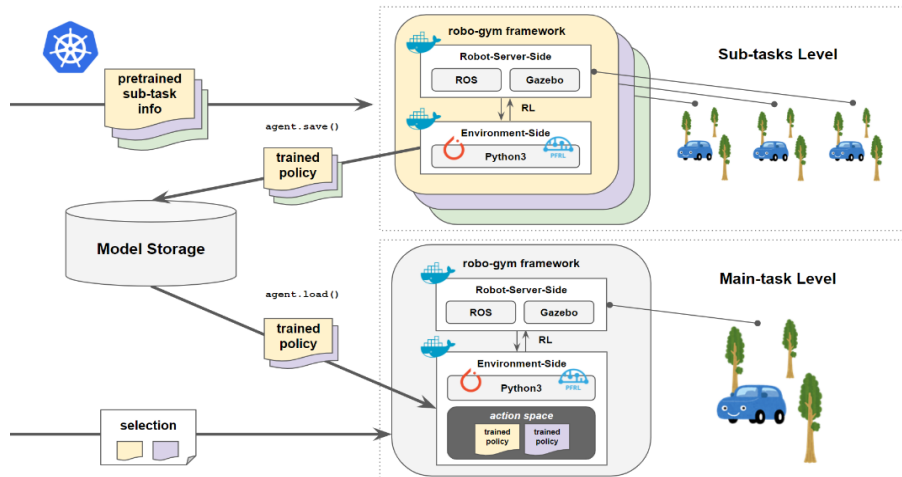 robo-gym framework
Robot-Server-Side
ROS
Gazebo
RL
Environment-Side
Python3
PFRL
Sub-tasks Level
pretrained
sub-task
info
agent.save()
trained
policy
Model Storage
agent.load()
trained
policy
selection
robo-gym framework
Robot-Server-Side
ROS
Gazebo
RL
Environment-Side
Python3
PFRL
action space
trained
policy
trained
policy
Main-task Level